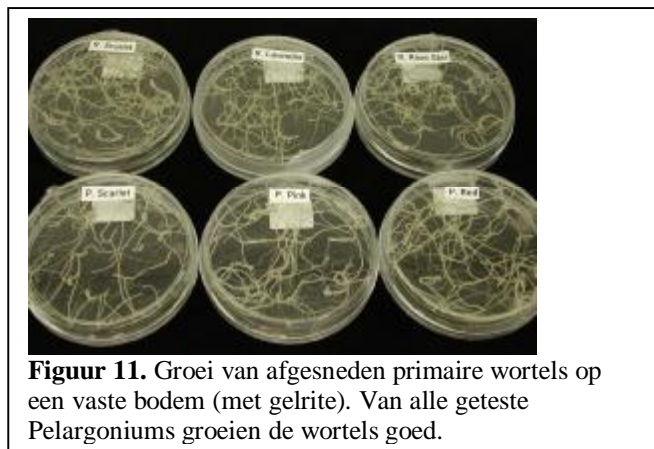 P. Scarlet
P. Pink
P. Red
Figuur 11. Groei van afgesneden primaire wortels op
een vaste bodem (met gelrite). Van alle geteste
Pelargoniums groeien de wortels goed.